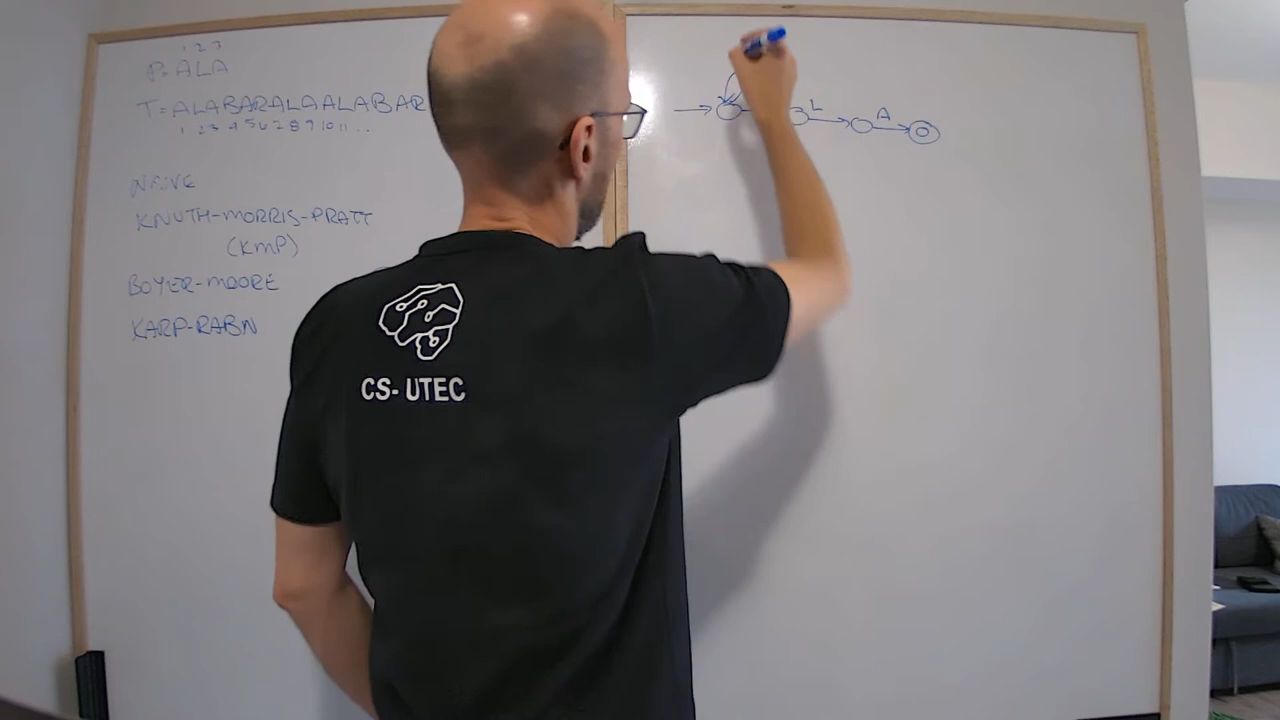 1 2 3
P=ALA
T=ALABARALAALABAR
1 2 3 4 5 6 7 8 9 10 11 ..
NAIVE
KNUTH-MORRIS-PRATT
(KMP)
BOYER-MOORE
KARP-RABIN
L
A
CS- UTEC